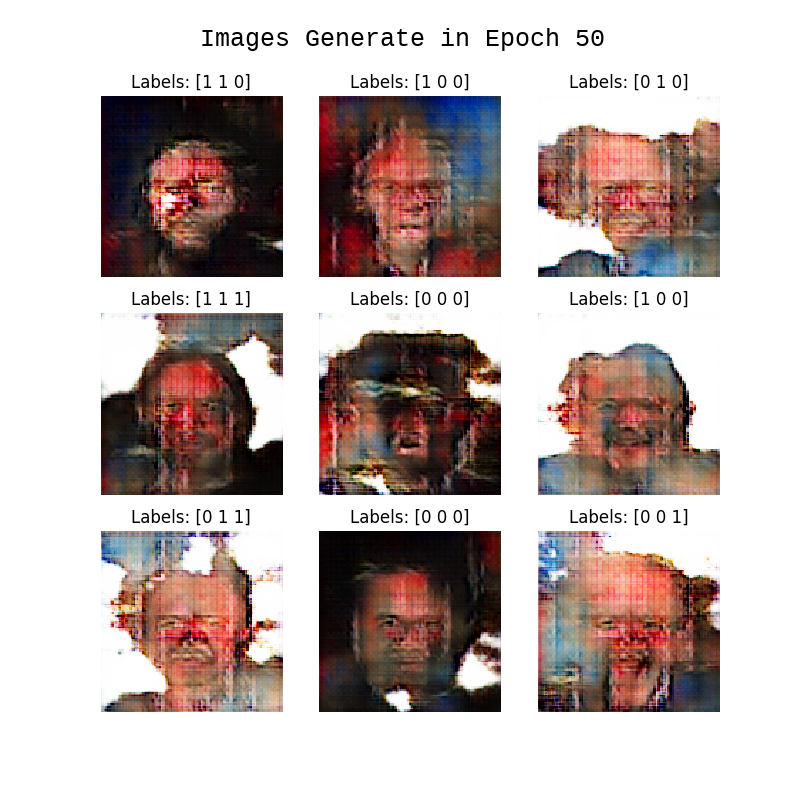 Images Generate in Epoch 50
Labels: [1 1 0]
Labels: [1 0 0]
Labels: [0 1 0]
Labels: [1 1 1]
Labels: [0 0 0]
Labels: [1 0 0]
Labels: [0 1 1]
Labels: [0 0 0]
Labels: [0 0 1]